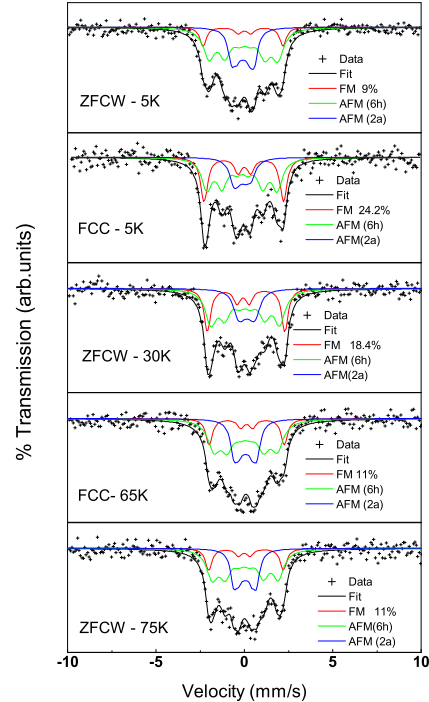 % Transmission (arb.units)
Data
Fit
FM 9%
AFM (6h)
AFM (2a)
ZFCW - 5K
Data
Fit
FM 24.2%
AFM (6h)
AFM(2a)
FCC - 5K
Data
Fit
FM 18.4%
AFM (6h)
AFM(2a)
ZFCW - 30K
Data
Fit
FM 11%
AFM (6h)
AFM (2a)
FCC- 65K
Data
Fit
FM 11%
AFM(6h)
AFM (2a)
ZFCW - 75K
-10 -5 0 5 10
Velocity (mm/s)